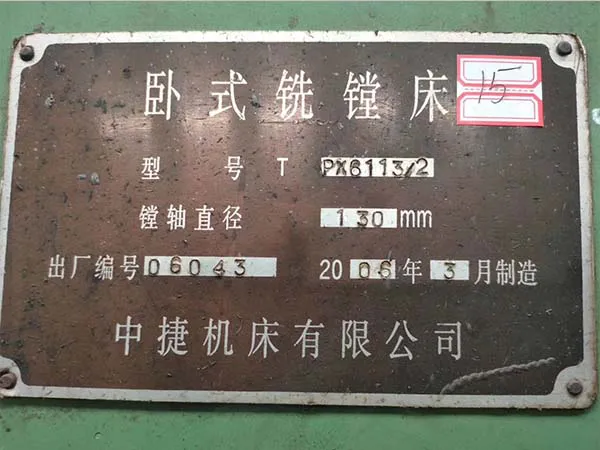 卧式铣镗床
15
型 号 T PX6113/2
镗轴直径 130 mm
出厂编号 06043 2006年3月制造
中捷机床有限公司